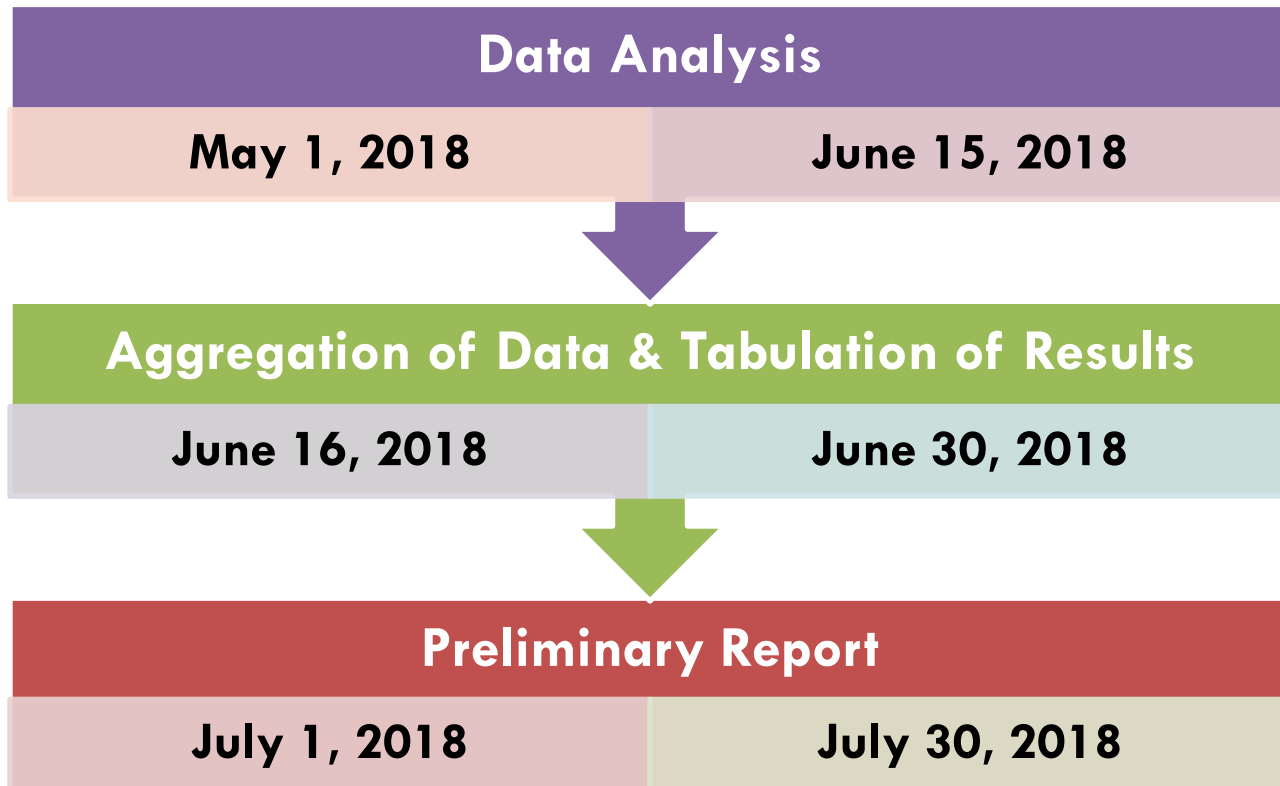 Data Analysis
May 1, 2018 June 15, 2018
Aggregation of Data & Tabulation of Results
June 16, 2018 June 30, 2018
Preliminary Report
July 1, 2018 July 30, 2018